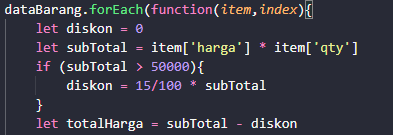 dataBarang.forEach(function(item,index){
    let diskon = 0
    let subTotal = item['harga'] * item['qty']
    if (subTotal > 50000){
        diskon = 15/100 * subTotal
    }
    let totalHarga = subTotal - diskon